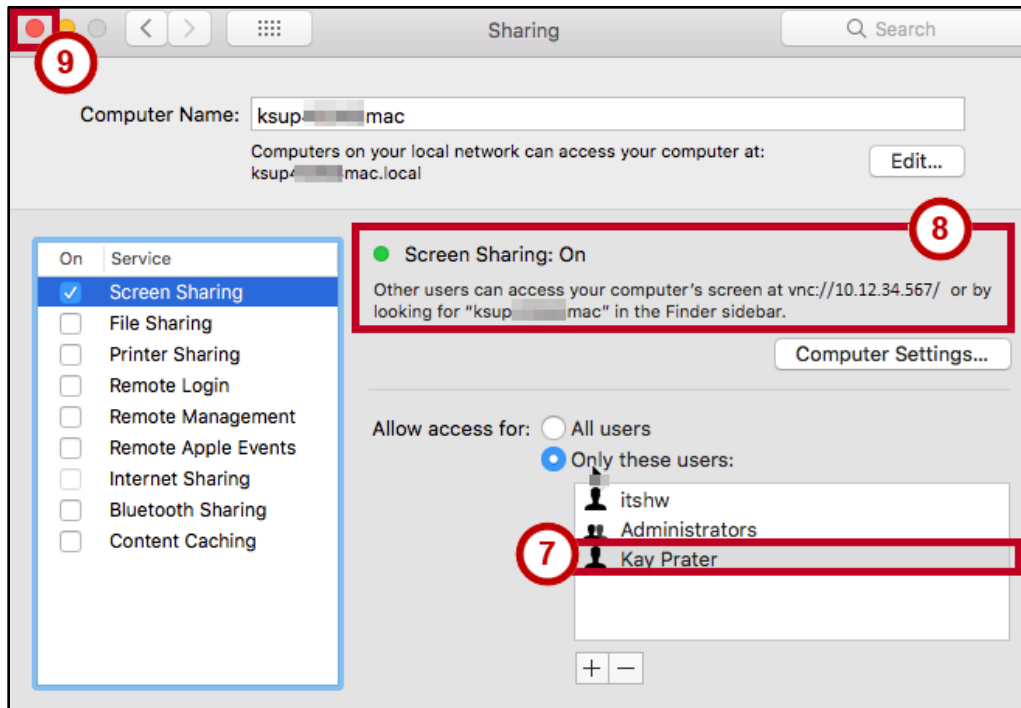 9
Sharing
Search
Computer Name: ksup mac
Computers on your local network can access your computer at:
ksup mac.local
Edit...
8
On Service
Screen Sharing
File Sharing
Printer Sharing
Remote Login
Remote Management
Remote Apple Events
Internet Sharing
Bluetooth Sharing
Content Caching
Screen Sharing: On
Other users can access your computer's screen at vnc://10.12.34.567/ or by
looking for "ksup mac" in the Finder sidebar.
Computer Settings...
Allow access for: All users
Only these users:
itshw
Administrators
7
Kay Prater
+ −